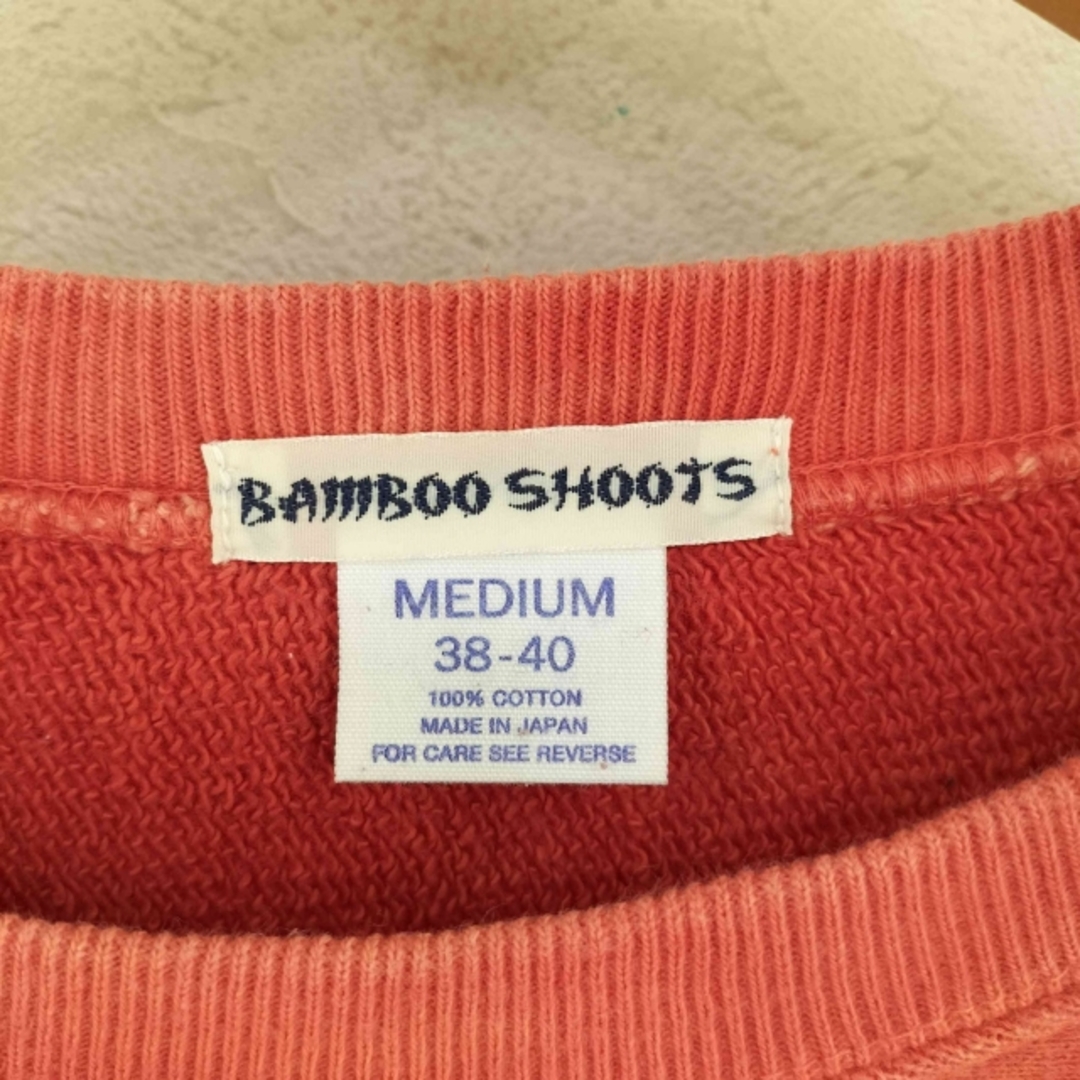 BAMBOO SHOOTS
MEDIUM
38-40
100% COTTON
MADE IN JAPAN
FOR CARE SEE REVERSE